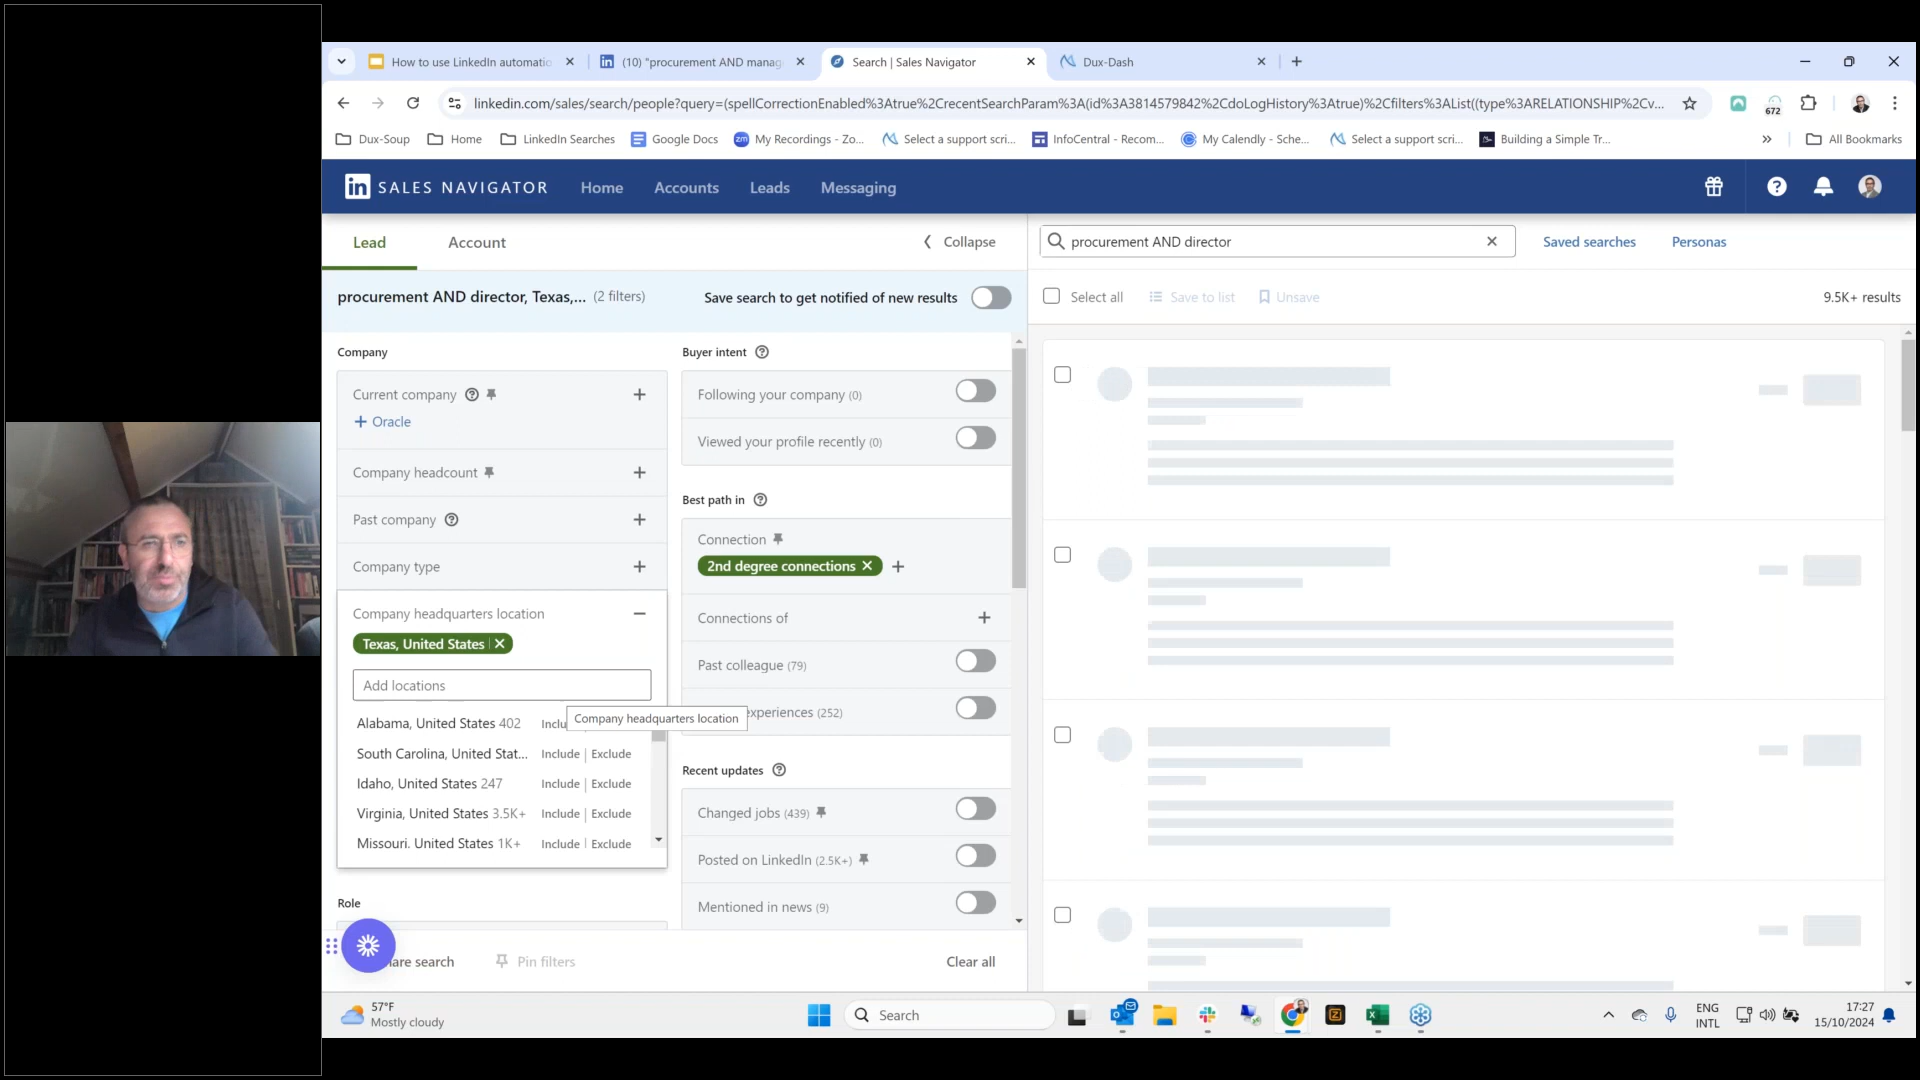 How to use LinkedIn automatio
(10) "procurement AND manag
Search | Sales Navigator
Dux-Dash
linkedin.com/sales/search/people?query=(spellCorrectionEnabled%3Atrue%2CrecentSearchParam%3A(id%3A3814579842%2CdoLogHistory%3Atrue)%2Cfilters%3AList((type%3ARELATIONSHIP%2Cv...
672
Dux-Soup
Home
LinkedIn Searches
Google Docs
zm
My Recordings - Zo...
Select a support scri...
InfoCentral - Recom...
My Calendly - Sche...
Select a support scri...
Building a Simple Tr...
»
All Bookmarks
in SALES NAVIGATOR
Home
Accounts
Leads
Messaging
Lead
Account
Collapse
procurement AND director
Saved searches
Personas
procurement AND director, Texas,... (2 filters)
Save search to get notified of new results
Select all
Save to list
Unsave
9.5K+ results
Company
Current company
+ Oracle
Company headcount
Past company
Company type
Company headquarters location
Texas, United States
Add locations
Alabama, United States 402 Inclu
Company headquarters location
South Carolina, United Stat... Include | Exclude
Idaho, United States 247 Include | Exclude
Virginia, United States 3.5K+ Include | Exclude
Missouri, United States 1K+ Include | Exclude
Role
Buyer intent
Following your company (0)
Viewed your profile recently (0)
Best path in
Connection
2nd degree connections
Connections of
Past colleague (79)
experiences (252)
Recent updates
Changed jobs (439)
Posted on LinkedIn (2.5K+)
Mentioned in news (9)
are search
Pin filters
Clear all
57°F
Mostly cloudy
Search
ENG
INTL
17:27
15/10/2024